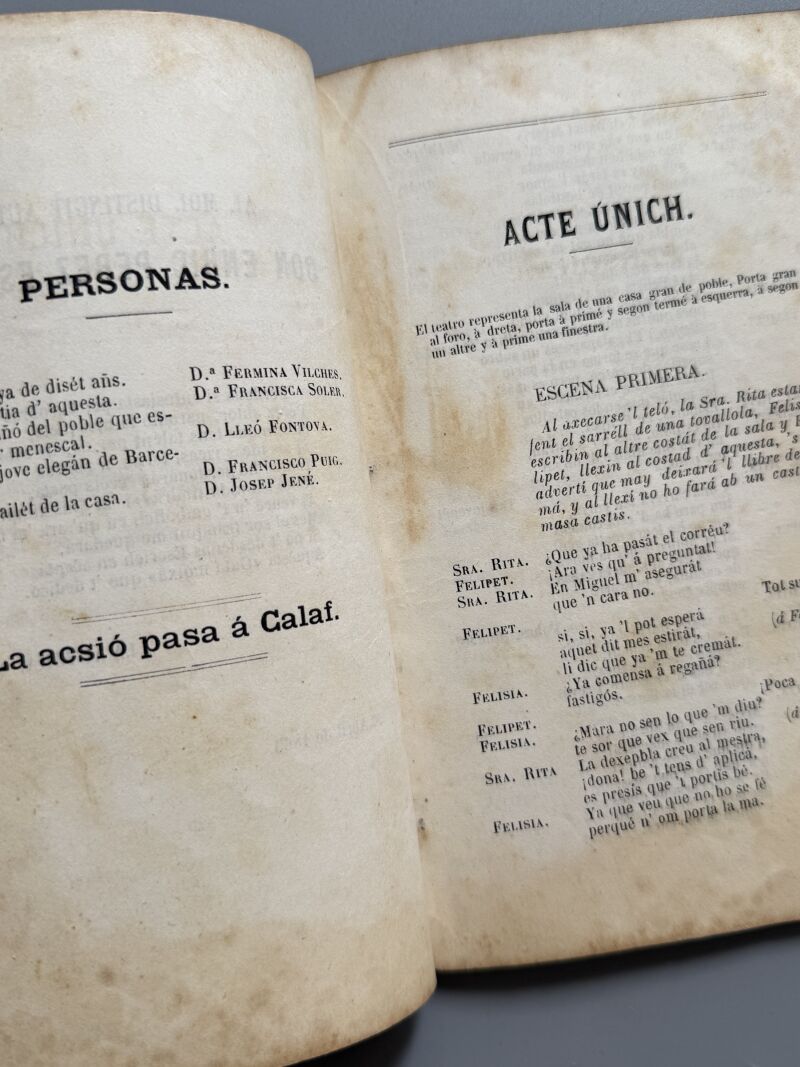 PERSONAS.
ya de disét añs.
tia d' aquesta.
ñó del poble que es-
r menescal.
jove elegán de Barce-
ailét de la casa.
D.ª FERMINA VILCHES.
D.ª FRANCISCA SOLER.
D. LLEÓ FONTOVA.
D. FRANCISCO PUIG.
D. JOSEP JENÉ.
La acsió pasa á Calaf.
ACTE ÚNICH.
El teatro representa la sala de una casa gran de poble, Porta gran
al foro, à dreta, porta à primé y segon termé à esquerra, à segon
un altre y à prime una finestra.
ESCENA PRIMERA.
Al axecarse 'l teló, la Sra. Rita estar
fent el sarréll de una tovallola, Felis
escribin al altre costát de la sala y F
lipet, llexin al costad d' aquesta, 's
adverti que may deixará 'l llibre de
má, y al llexi no ho fará ab un cast
masa castis.
SRA. RITA. ¿Que ya ha pasát el corréu?
FELIPET. ¡Ara ves qu' á preguntat!
SRA. RITA. En Miguel m' asegurát
que 'n cara no.
Tot su
FELIPET. si, si, ya 'l pot esperá
aquet dit mes estirát,
li dic que ya 'm te cremát.
(á F
FELISIA. ¿Ya comensa á regañá?
fastigós.
¡Poca
FELIPET. ¿Mara no sen lo que 'm diu?
FELISIA. te sor que vex que sen riu.
(d
SRA. RITA La dexepbla creu al mestra,
¡dona! be 't tens d' aplicá,
es presis que 't portis bé.
FELISIA. Ya que veu que no ho se fé
perqué n' om porta la ma.